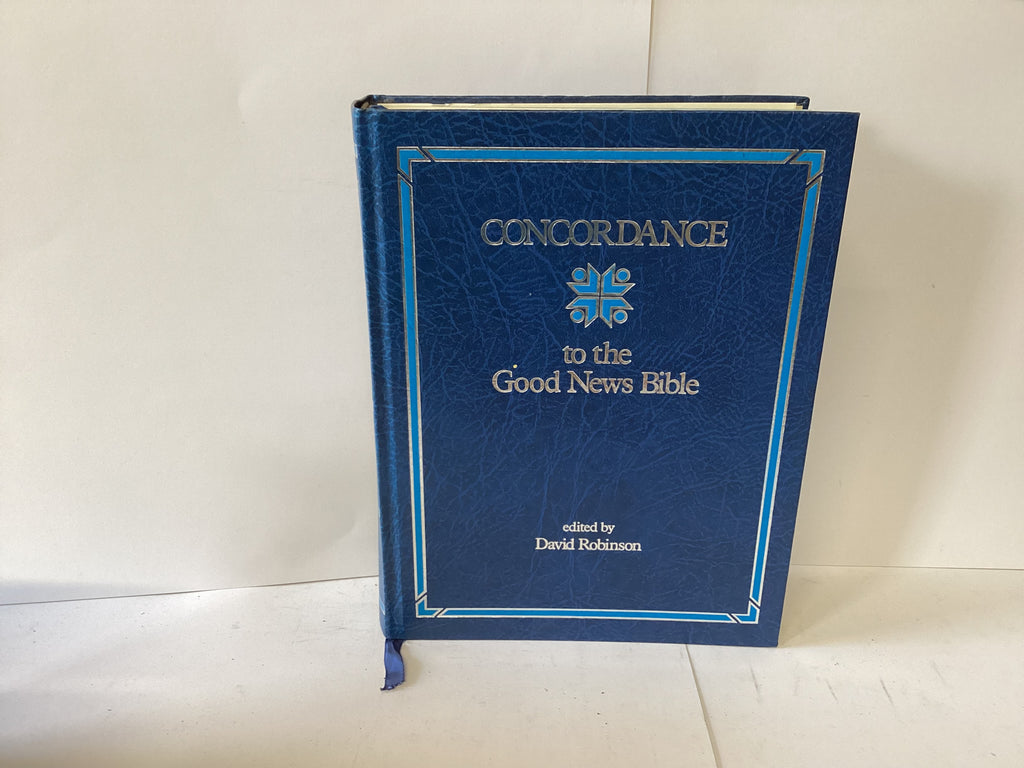 CONCORDANCE
to the
Good News Bible
edited by
David Robinson